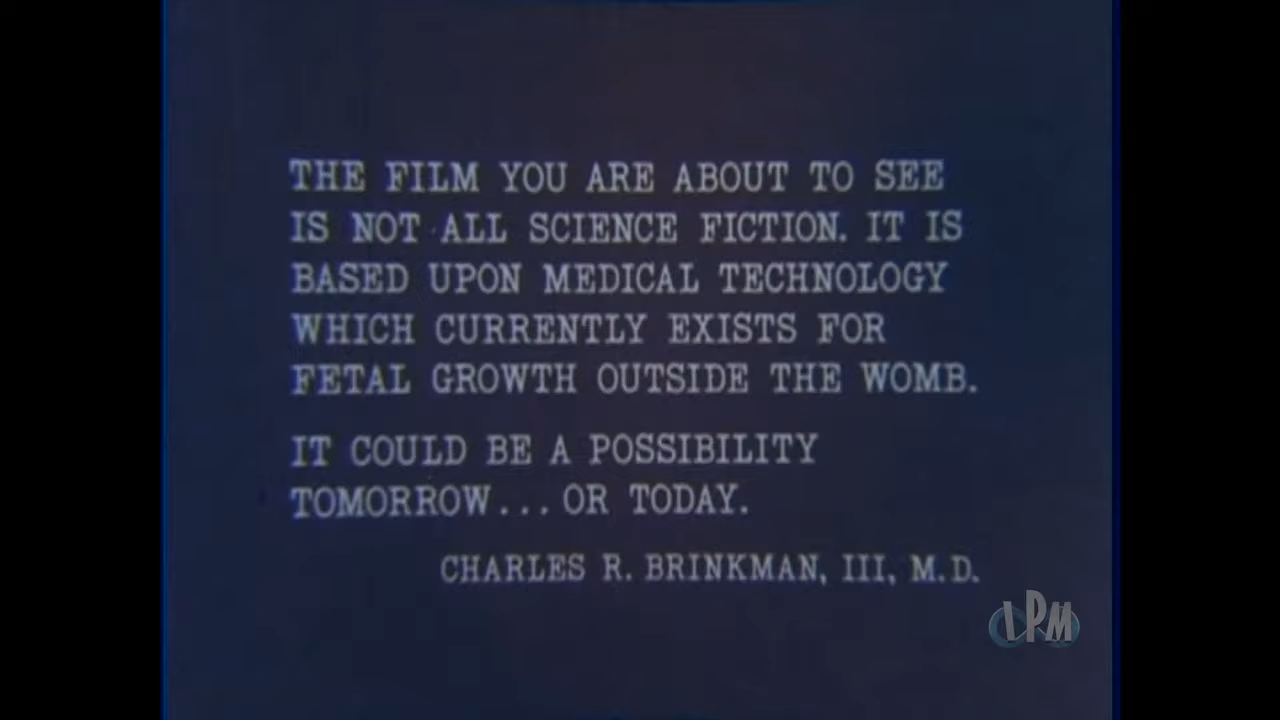 THE FILM YOU ARE ABOUT TO SEE
IS NOT ALL SCIENCE FICTION. IT IS
BASED UPON MEDICAL TECHNOLOGY
WHICH CURRENTLY EXISTS FOR
FETAL GROWTH OUTSIDE THE WOMB.
IT COULD BE A POSSIBILITY
TOMORROW...OR TODAY.
CHARLES R. BRINKMAN, III, M.D.
LPM